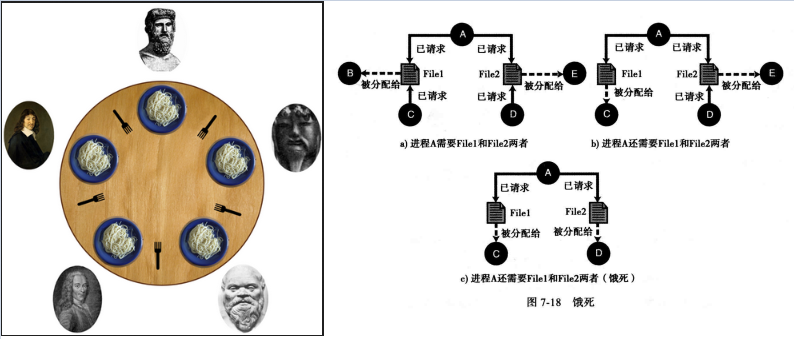 A
已请求
已请求
B
File1
File2
E
被分配给
被分配给
已请求
已请求
C
D
a) 进程A需要File1和File2两者
A
已请求
已请求
File1
File2
E
被分配给
被分配给
已请求
C
D
b) 进程A还需要File1和File2两者
A
已请求
已请求
File1
File2
被分配给
被分配给
C
D
c) 进程A还需要File1和File2两者（饿死）
图 7-18 饿死